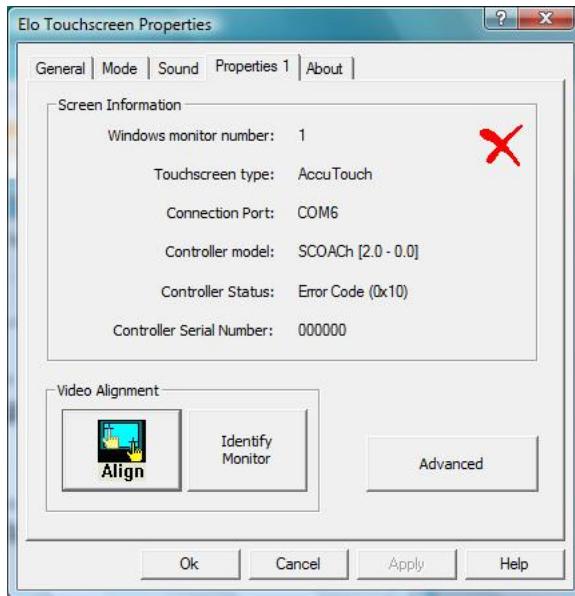 Elo Touchscreen Properties
General Mode Sound Properties 1 About
Screen Information
Windows monitor number: 1
Touchscreen type: AccuTouch
Connection Port: COM6
Controller model: SCOACh [2.0 - 0.0]
Controller Status: Error Code (0x10)
Controller Serial Number: 000000
Video Alignment
Align
Identify
Monitor
Advanced
Ok Cancel Apply Help